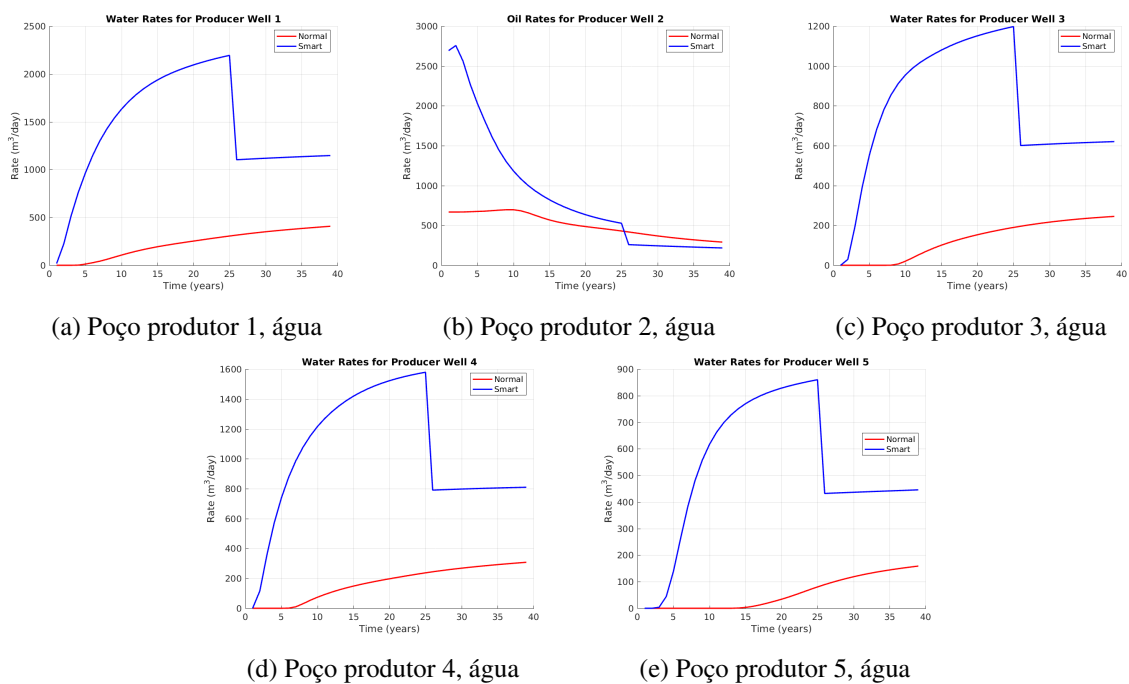 Water Rates for Producer Well 1
Rate (m³/day)
2500
2000
1500
1000
500
0
0 5 10 15 20 25 30 35 40
Time (years)
Normal
Smart
(a) Poço produtor 1, água
Oil Rates for Producer Well 2
Rate (m³/day)
3000
2500
2000
1500
1000
500
0
0 5 10 15 20 25 30 35 40
Time (years)
Normal
Smart
(b) Poço produtor 2, água
Water Rates for Producer Well 3
Rate (m³/day)
1200
1000
800
600
400
200
0
0 5 10 15 20 25 30 35 40
Time (years)
Normal
Smart
(c) Poço produtor 3, água
Water Rates for Producer Well 4
Rate (m³/day)
1600
1400
1200
1000
800
600
400
200
0
0 5 10 15 20 25 30 35 40
Time (years)
Normal
Smart
(d) Poço produtor 4, água
Water Rates for Producer Well 5
Rate (m³/day)
900
800
700
600
500
400
300
200
100
0
0 5 10 15 20 25 30 35 40
Time (years)
Normal
Smart
(e) Poço produtor 5, água